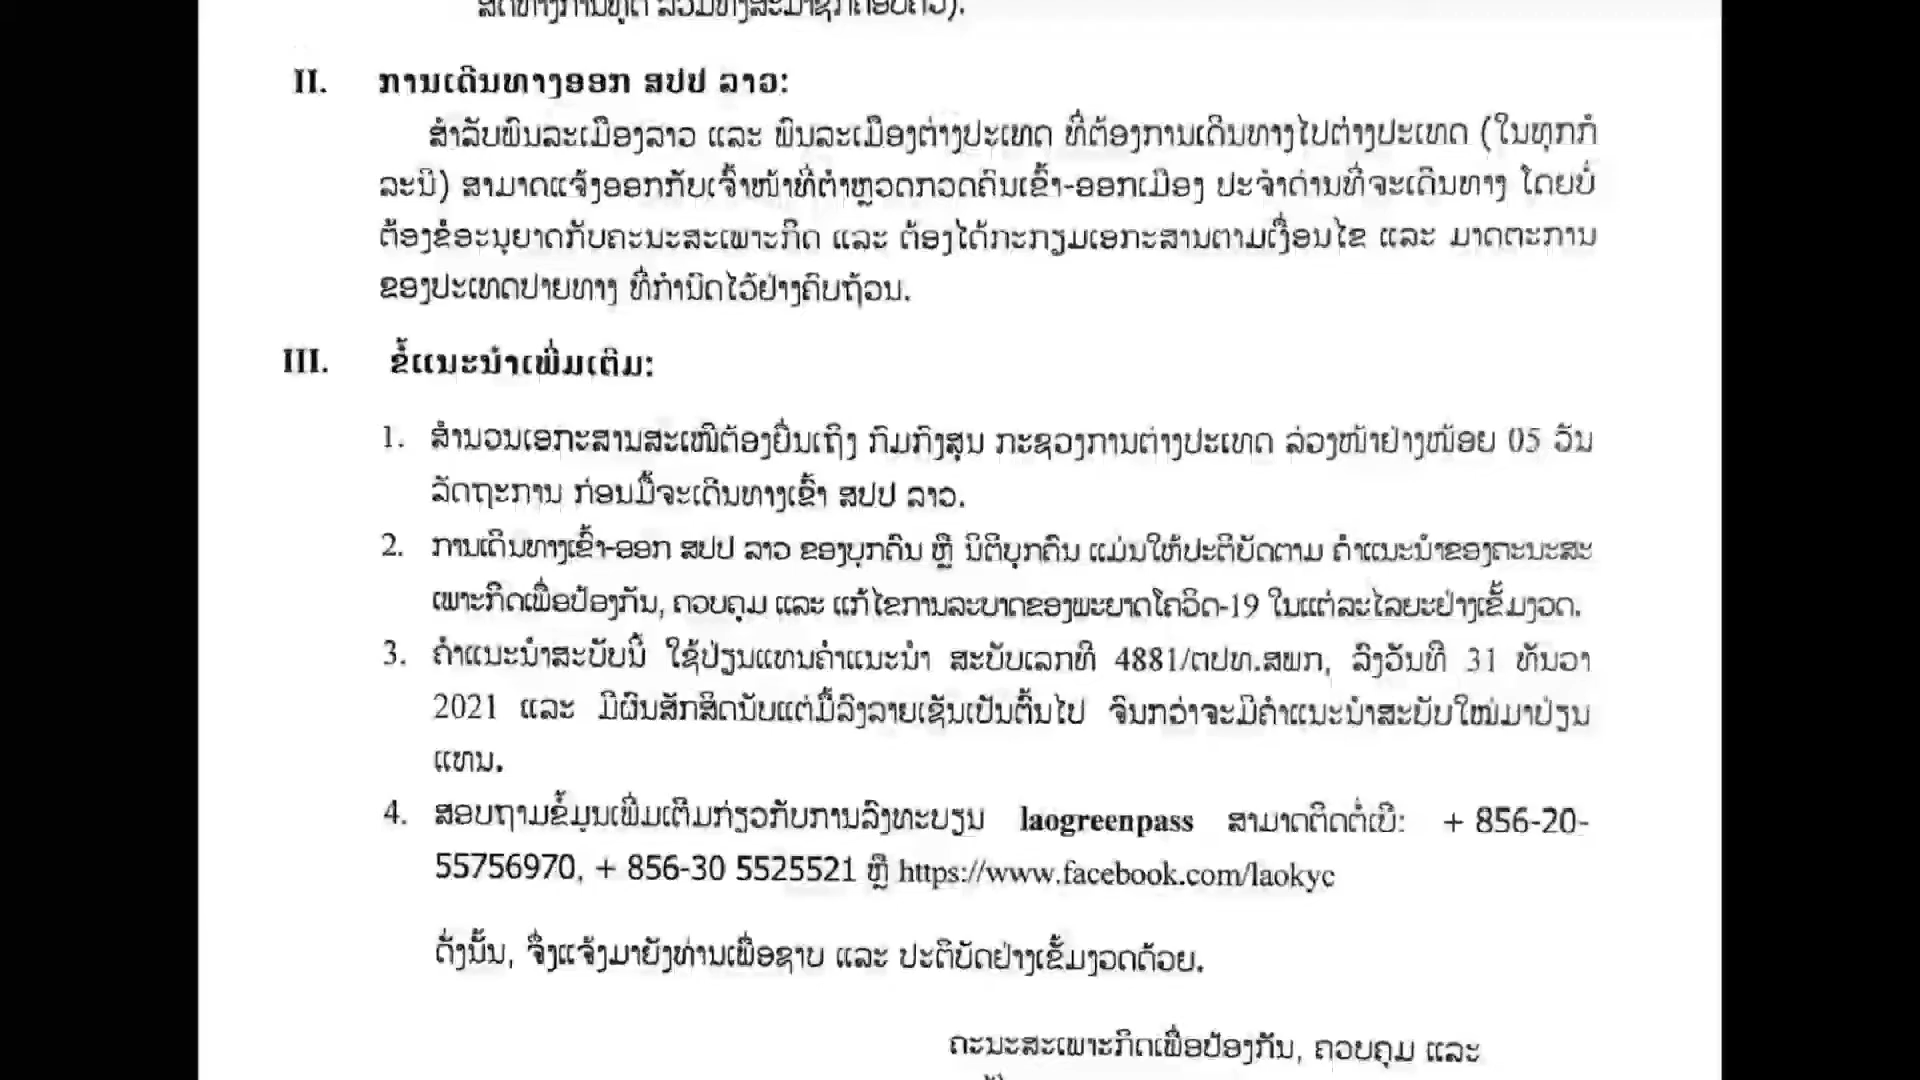 ສິດທາງການທູດ ລວມທັງສະມາຊິກຄອບຄົວ).
II. ການເດີນທາງອອກ ສປປ ລາວ:
ສໍາລັບພົນລະເມືອງລາວ ແລະ ພົນລະເມືອງຕ່າງປະເທດ ທີ່ຕ້ອງການເດີນທາງໄປຕ່າງປະເທດ (ໃນທຸກກໍ
ລະນີ) ສາມາດແຈ້ງອອກກັບເຈົ້າໜ້າທີ່ຕໍາຫຼວດກວດຄົນເຂົ້າ-ອອກເມືອງ ປະຈໍາດ່ານທີ່ຈະເດີນທາງ ໂດຍບໍ່
ຕ້ອງຂໍອະນຸຍາດກັບຄະນະສະເພາະກິດ ແລະ ຕ້ອງໄດ້ກະກຽມເອກະສານຕາມເງື່ອນໄຂ ແລະ ມາດຕະການ
ຂອງປະເທດປາຍທາງ ທີ່ກໍານົດໄວ້ຢ່າງຄົບຖ້ວນ.
III. ຂໍ້ແນະນໍາເພີ່ມເຕີມ:
1. ສໍານວນເອກະສານສະເໜີຕ້ອງຍື່ນເຖິງ ກົມກົງສຸນ ກະຊວງການຕ່າງປະເທດ ລ່ວງໜ້າຢ່າງໜ້ອຍ 05 ວັນ
ລັດຖະການ ກ່ອນມື້ຈະເດີນທາງເຂົ້າ ສປປ ລາວ.
2. ການເດີນທາງເຂົ້າ-ອອກ ສປປ ລາວ ຂອງບຸກຄົນ ຫຼື ນິຕິບຸກຄົນ ແມ່ນໃຫ້ປະຕິບັດຕາມ ຄໍາແນະນໍາຂອງຄະນະສະ
ເພາະກິດເພື່ອປ້ອງກັນ, ຄວບຄຸມ ແລະ ແກ້ໄຂການລະບາດຂອງພະຍາດໂຄວິດ-19 ໃນແຕ່ລະໄລຍະຢ່າງເຂັ້ມງວດ.
3. ຄໍາແນະນໍາສະບັບນີ້ ໃຊ້ປ່ຽນແທນຄໍາແນະນໍາ ສະບັບເລກທີ 4881/ຕປທ.ສພກ, ລົງວັນທີ 31 ທັນວາ
2021 ແລະ ມີຜົນສັກສິດນັບແຕ່ມື້ລົງລາຍເຊັນເປັນຕົ້ນໄປ ຈົນກວ່າຈະມີຄໍາແນະນໍາສະບັບໃໝ່ມາປ່ຽນ
ແທນ.
4. ສອບຖາມຂໍ້ມູນເພີ່ມເຕີມກ່ຽວກັບການລົງທະບຽນ laogreenpass ສາມາດຕິດຕໍ່ເບີ: + 856-20-
55756970, + 856-30 5525521 ຫຼື https://www.facebook.com/laokyc
ດັ່ງນັ້ນ, ຈຶ່ງແຈ້ງມາຍັງທ່ານເພື່ອຊາບ ແລະ ປະຕິບັດຢ່າງເຂັ້ມງວດດ້ວຍ.
ຄະນະສະເພາະກິດເພື່ອປ້ອງກັນ, ຄວບຄຸມ ແລະ